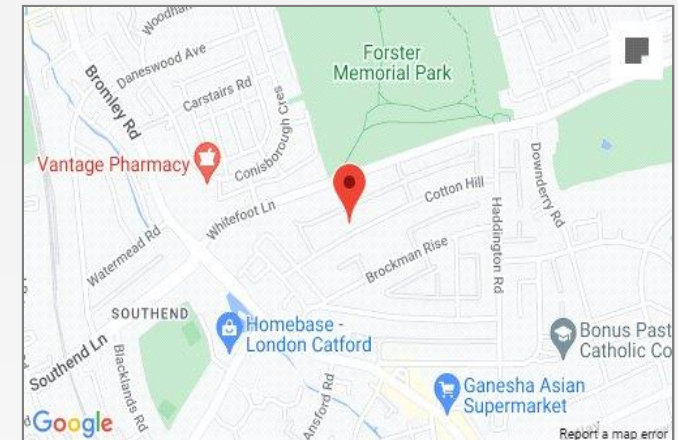 Woodham
Daneswood Ave
Bromley Rd
Carstairs Rd
Conisborough Cres
Forster
Memorial Park
Vantage Pharmacy
Whitefoot Ln
Cotton Hill
Downderry Rd
Haddington Rd
Watermead Rd
Brockman Rise
SOUTHEND
Homebase -
London Catford
Southend Ln
Blacklands Rd
Bonus Past
Catholic Co
Ganesha Asian
Supermarket
Ansford Rd
Google
Report a map error